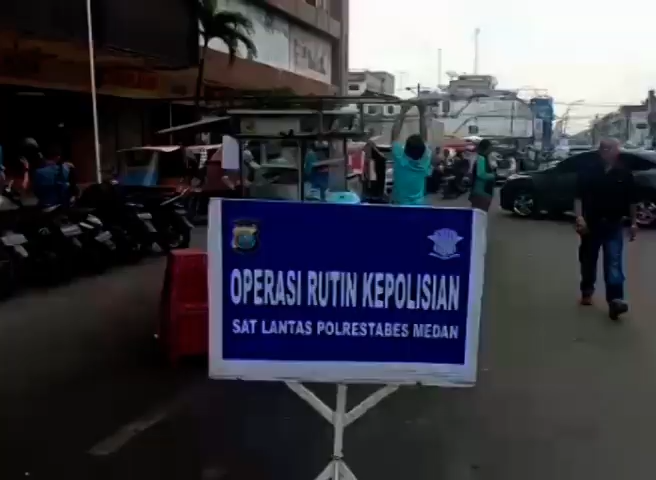 OPERASI RUTIN KEPOLISIAN
SAT LANTAS POLRESTABES MEDAN